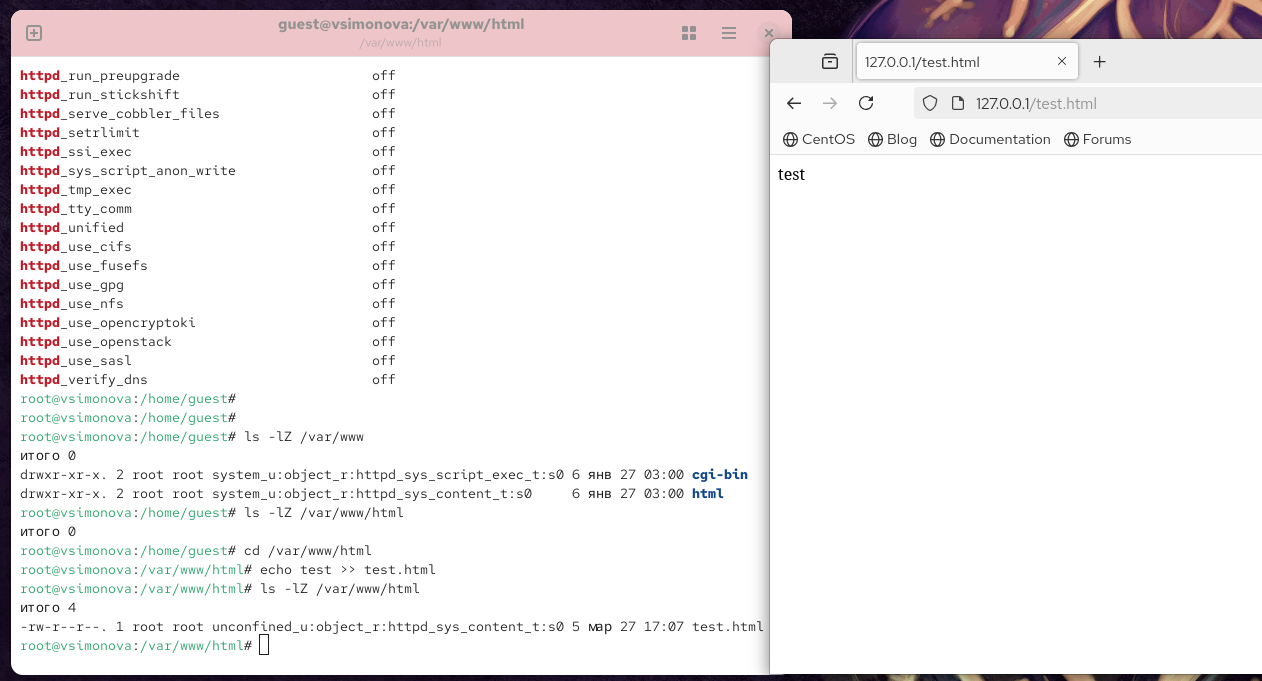 guest@vsimonova:/var/www/html
/var/www/html
httpd_run_preupgrade off
httpd_run_stickshift off
httpd_serve_cobbler_files off
httpd_setrlimit off
httpd_ssi_exec off
httpd_sys_script_anon_write off
httpd_tmp_exec off
httpd_tty_comm off
httpd_unified off
httpd_use_cifs off
httpd_use_fusefs off
httpd_use_gpg off
httpd_use_nfs off
httpd_use_opencryptoki off
httpd_use_openstack off
httpd_use_sasl off
httpd_verify_dns off
root@vsimonova:/home/guest#
root@vsimonova:/home/guest#
root@vsimonova:/home/guest# ls -lZ /var/www
итого 0
drwxr-xr-x. 2 root root system_u:object_r:httpd_sys_script_exec_t:s0 6 янв 27 03:00 cgi-bin
drwxr-xr-x. 2 root root system_u:object_r:httpd_sys_content_t:s0 6 янв 27 03:00 html
root@vsimonova:/home/guest# ls -lZ /var/www/html
итого 0
root@vsimonova:/home/guest# cd /var/www/html
root@vsimonova:/var/www/html# echo test >> test.html
root@vsimonova:/var/www/html# ls -lZ /var/www/html
итого 4
-rw-r--r--. 1 root root unconfined_u:object_r:httpd_sys_content_t:s0 5 мар 27 17:07 test.html
root@vsimonova:/var/www/html#
127.0.0.1/test.html
127.0.0.1/test.html
CentOS Blog Documentation Forums
test